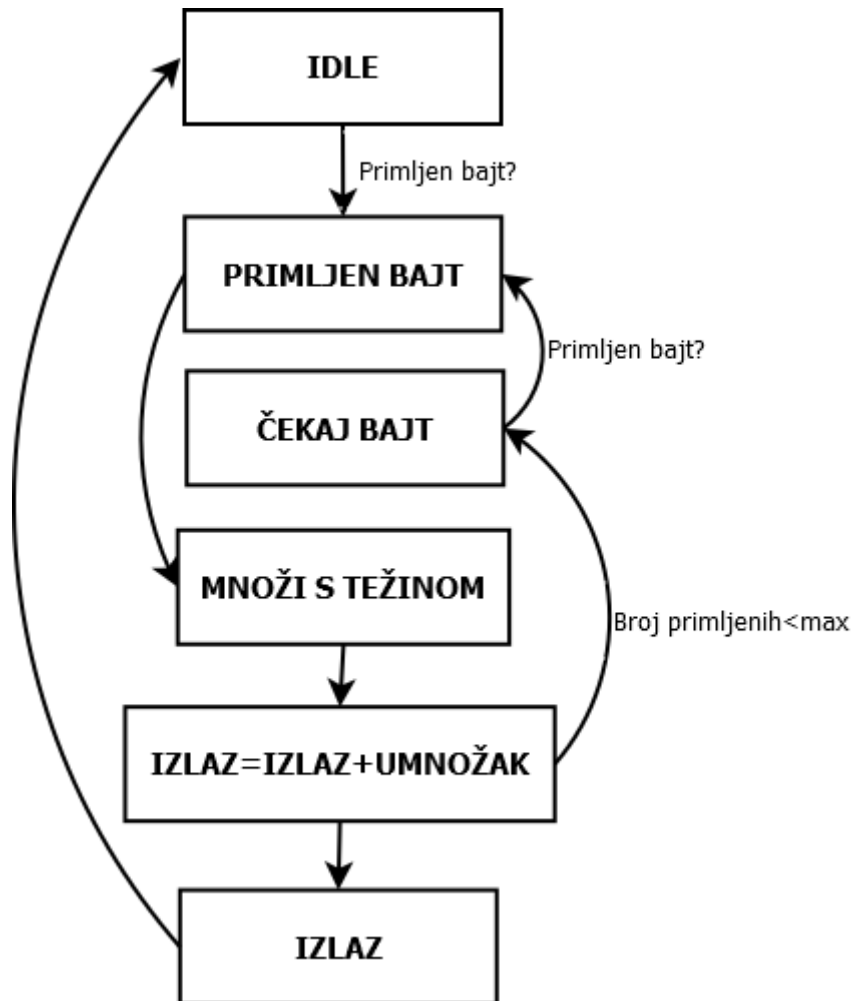 IDLE
Primljen bajt?
PRIMLJEN BAJT
Primljen bajt?
ČEKAJ BAJT
MNOŽI S TEŽINOM
Broj primljenih<max
IZLAZ=IZLAZ+UMNOŽAK
IZLAZ